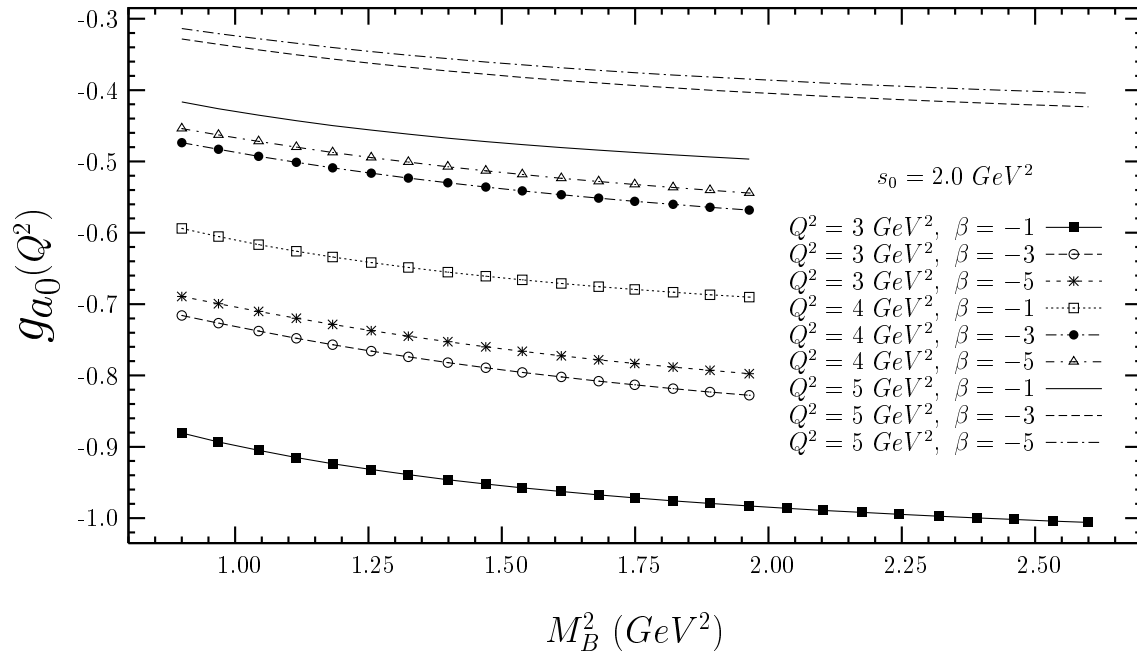 -0.3
-0.4
-0.5
-0.6
-0.7
-0.8
-0.9
-1.0
g_{a_0}(Q^2)
s_0 = 2.0 GeV^2
Q^2 = 3 GeV^2, β = −1
Q^2 = 3 GeV^2, β = −3
Q^2 = 3 GeV^2, β = −5
Q^2 = 4 GeV^2, β = −1
Q^2 = 4 GeV^2, β = −3
Q^2 = 4 GeV^2, β = −5
Q^2 = 5 GeV^2, β = −1
Q^2 = 5 GeV^2, β = −3
Q^2 = 5 GeV^2, β = −5
1.00 1.25 1.50 1.75 2.00 2.25 2.50
M_B^2 (GeV^2)